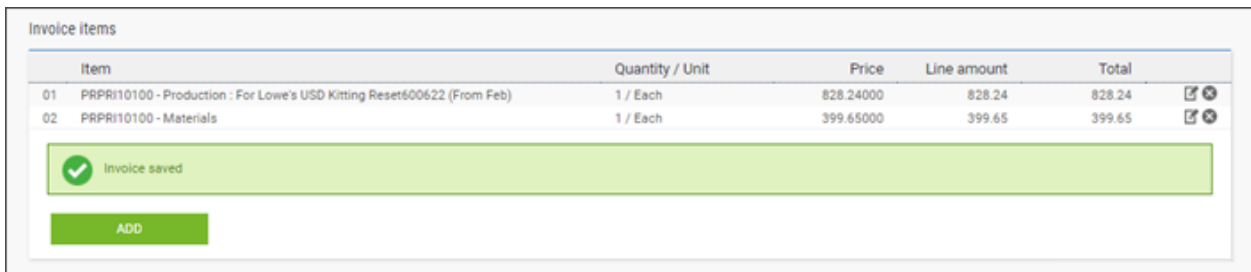 Invoice items
Item Quantity / Unit Price Line amount Total
01 PRPRI10100 - Production : For Lowe's USD Kitting Reset600622 (From Feb) 1 / Each 828.24000 828.24 828.24
02 PRPRI10100 - Materials 1 / Each 399.65000 399.65 399.65
Invoice saved
ADD